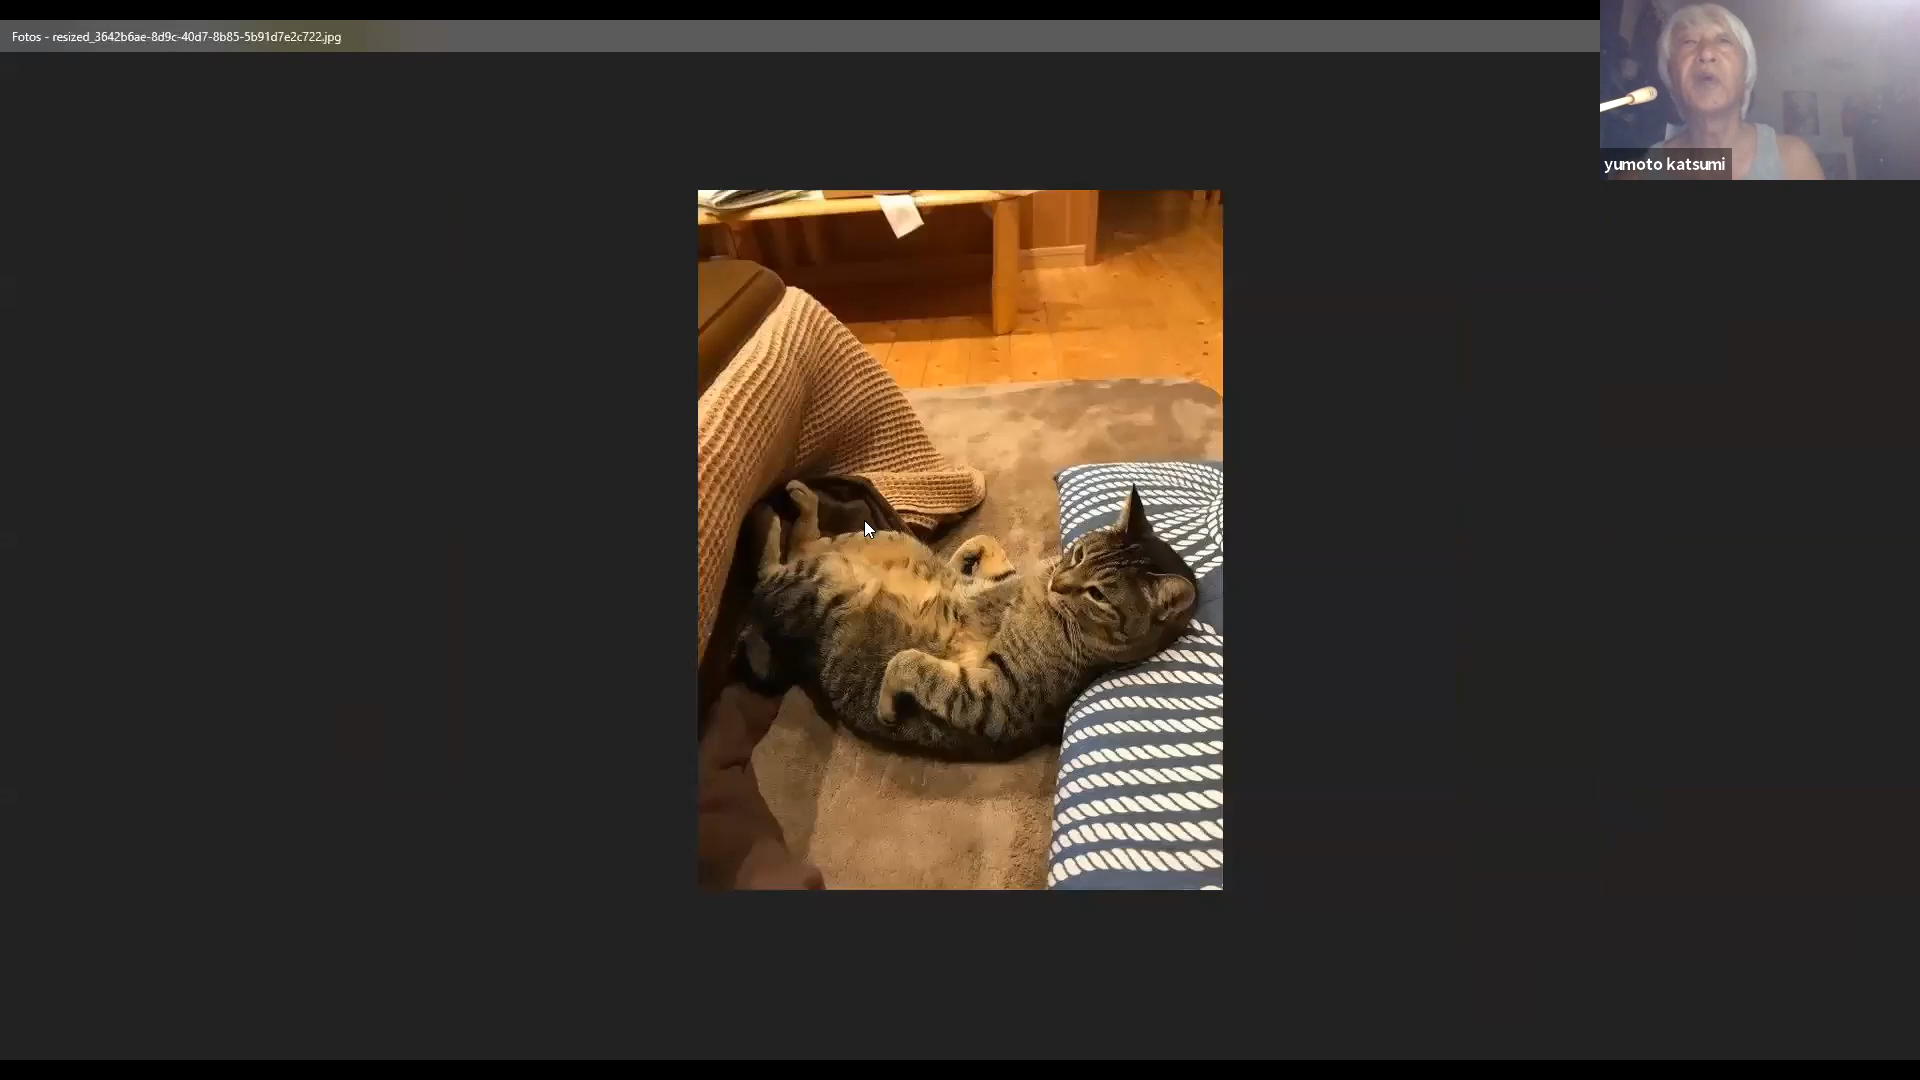 Fotos - resized_3642b6ae-8d9c-40d7-8b85-5b91d7e2c722.jpg
yumoto katsumi